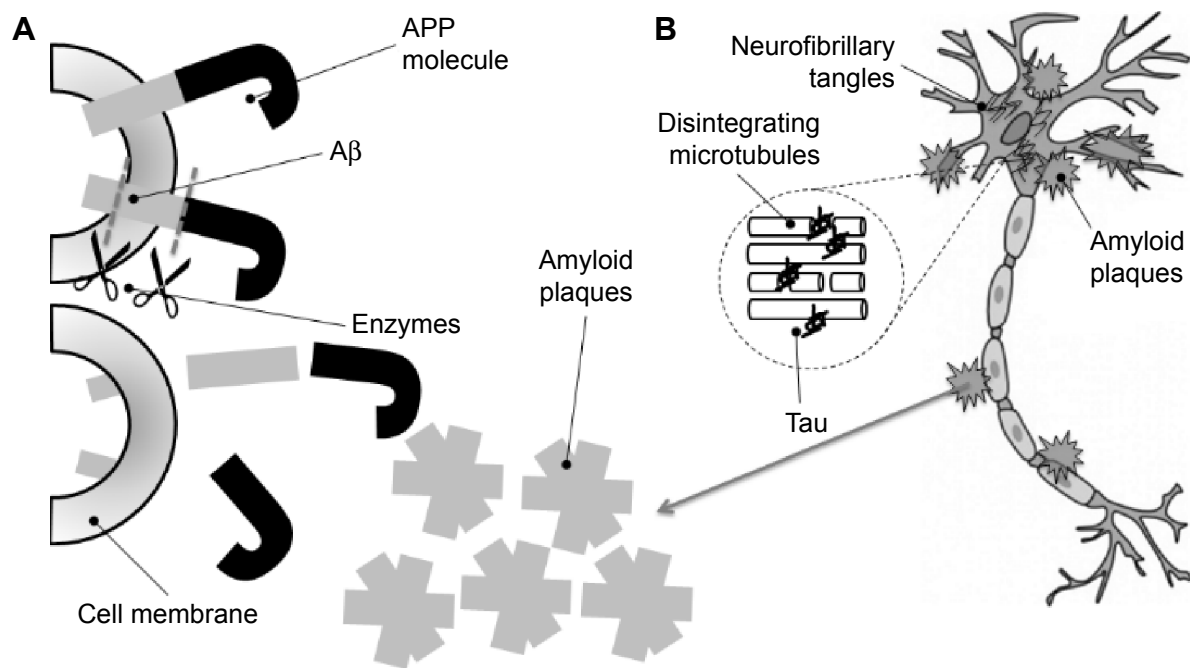 A
APP
molecule
Aβ
Enzymes
Amyloid
plaques
Cell membrane
B
Neurofibrillary
tangles
Disintegrating
microtubules
Amyloid
plaques
Tau